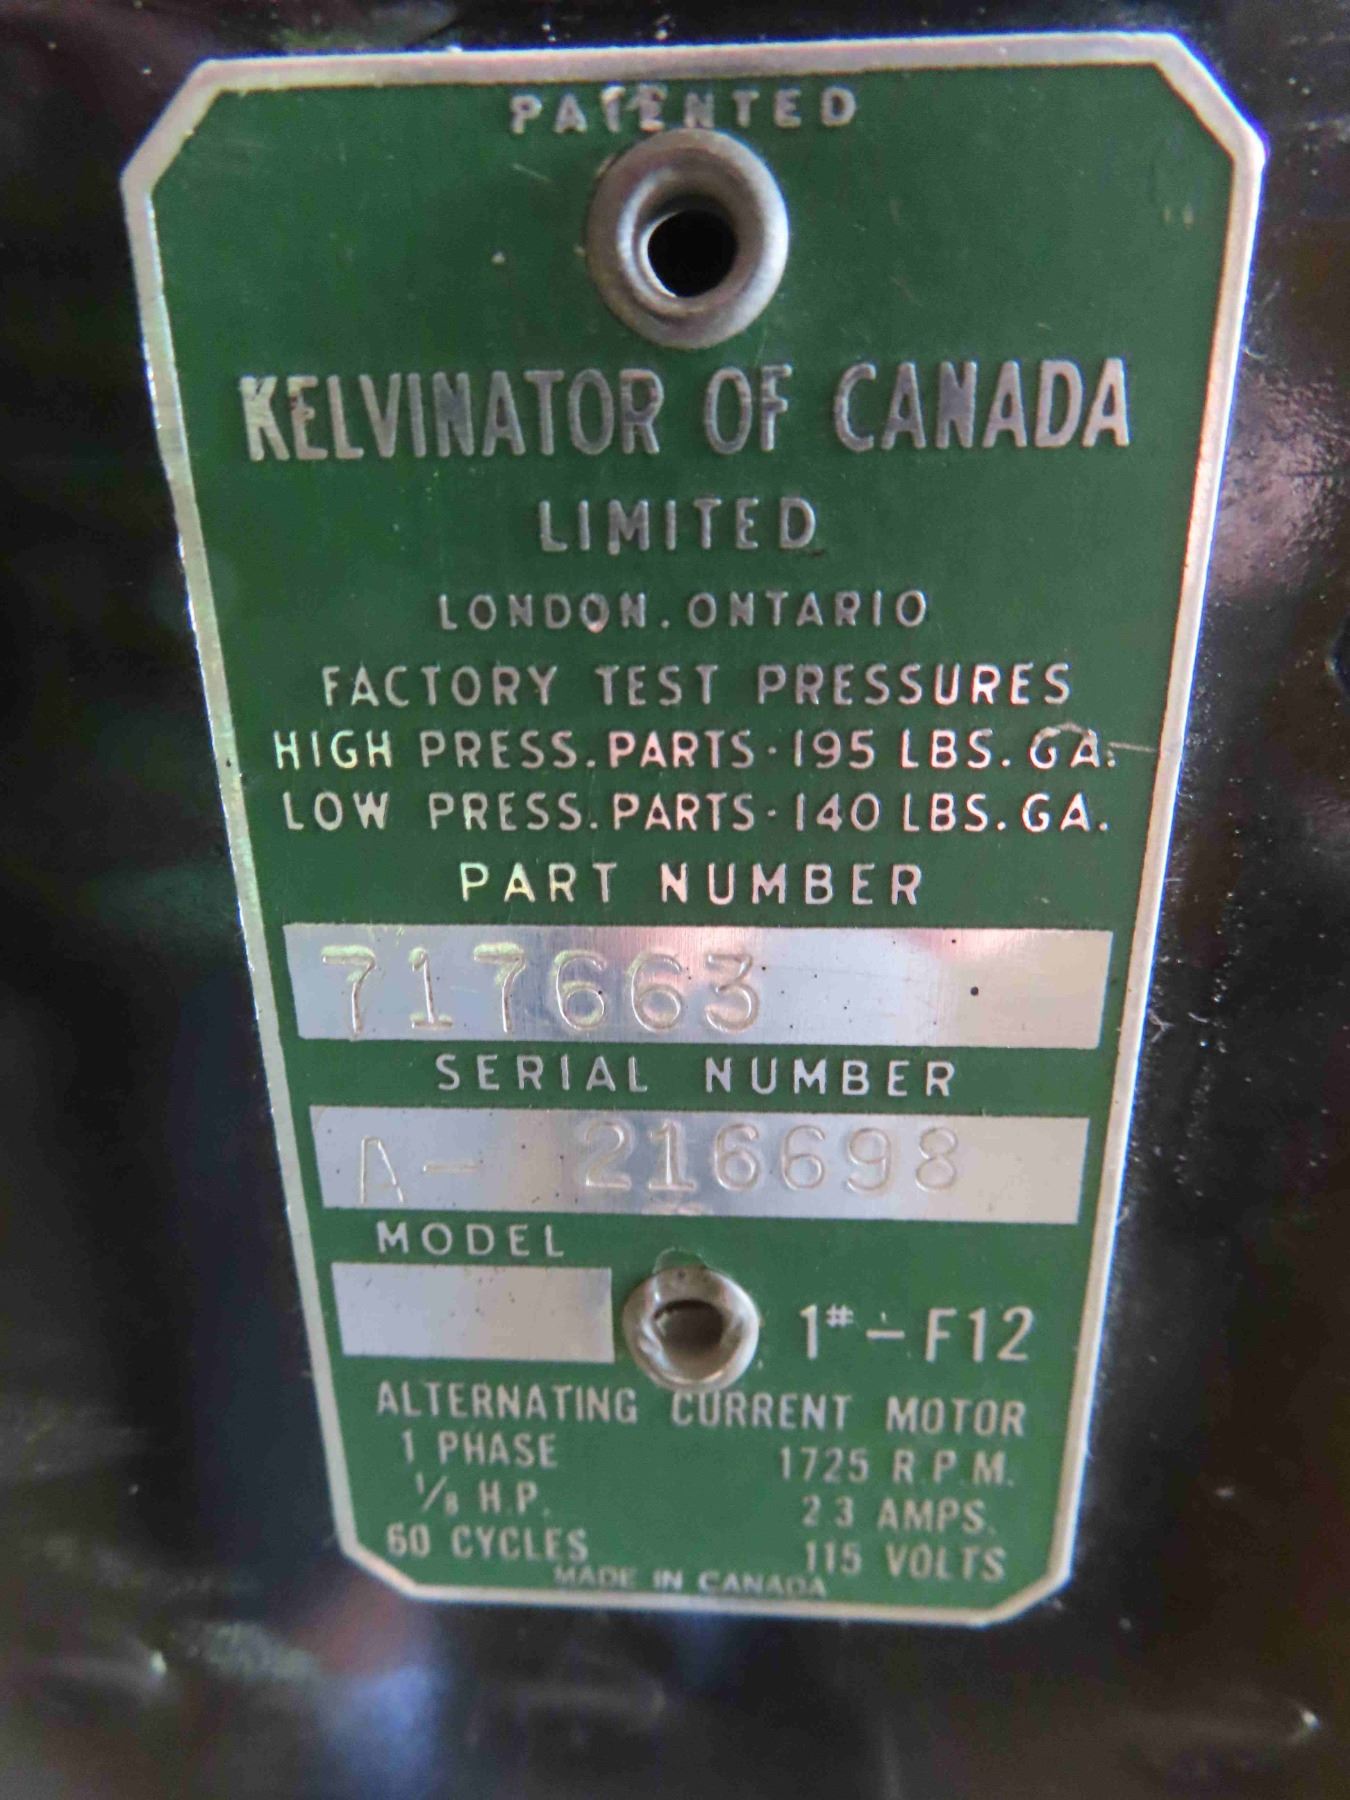 PATENTED
KELVINATOR OF CANADA
LIMITED
LONDON. ONTARIO
FACTORY TEST PRESSURES
HIGH PRESS. PARTS - 195 LBS. GA.
LOW PRESS. PARTS - 140 LBS. GA.
PART NUMBER
717663
SERIAL NUMBER
A- 216698
MODEL
1# - F12
ALTERNATING CURRENT MOTOR
1 PHASE 1725 R.P.M.
1/8 H.P. 2.3 AMPS.
60 CYCLES 115 VOLTS
MADE IN CANADA